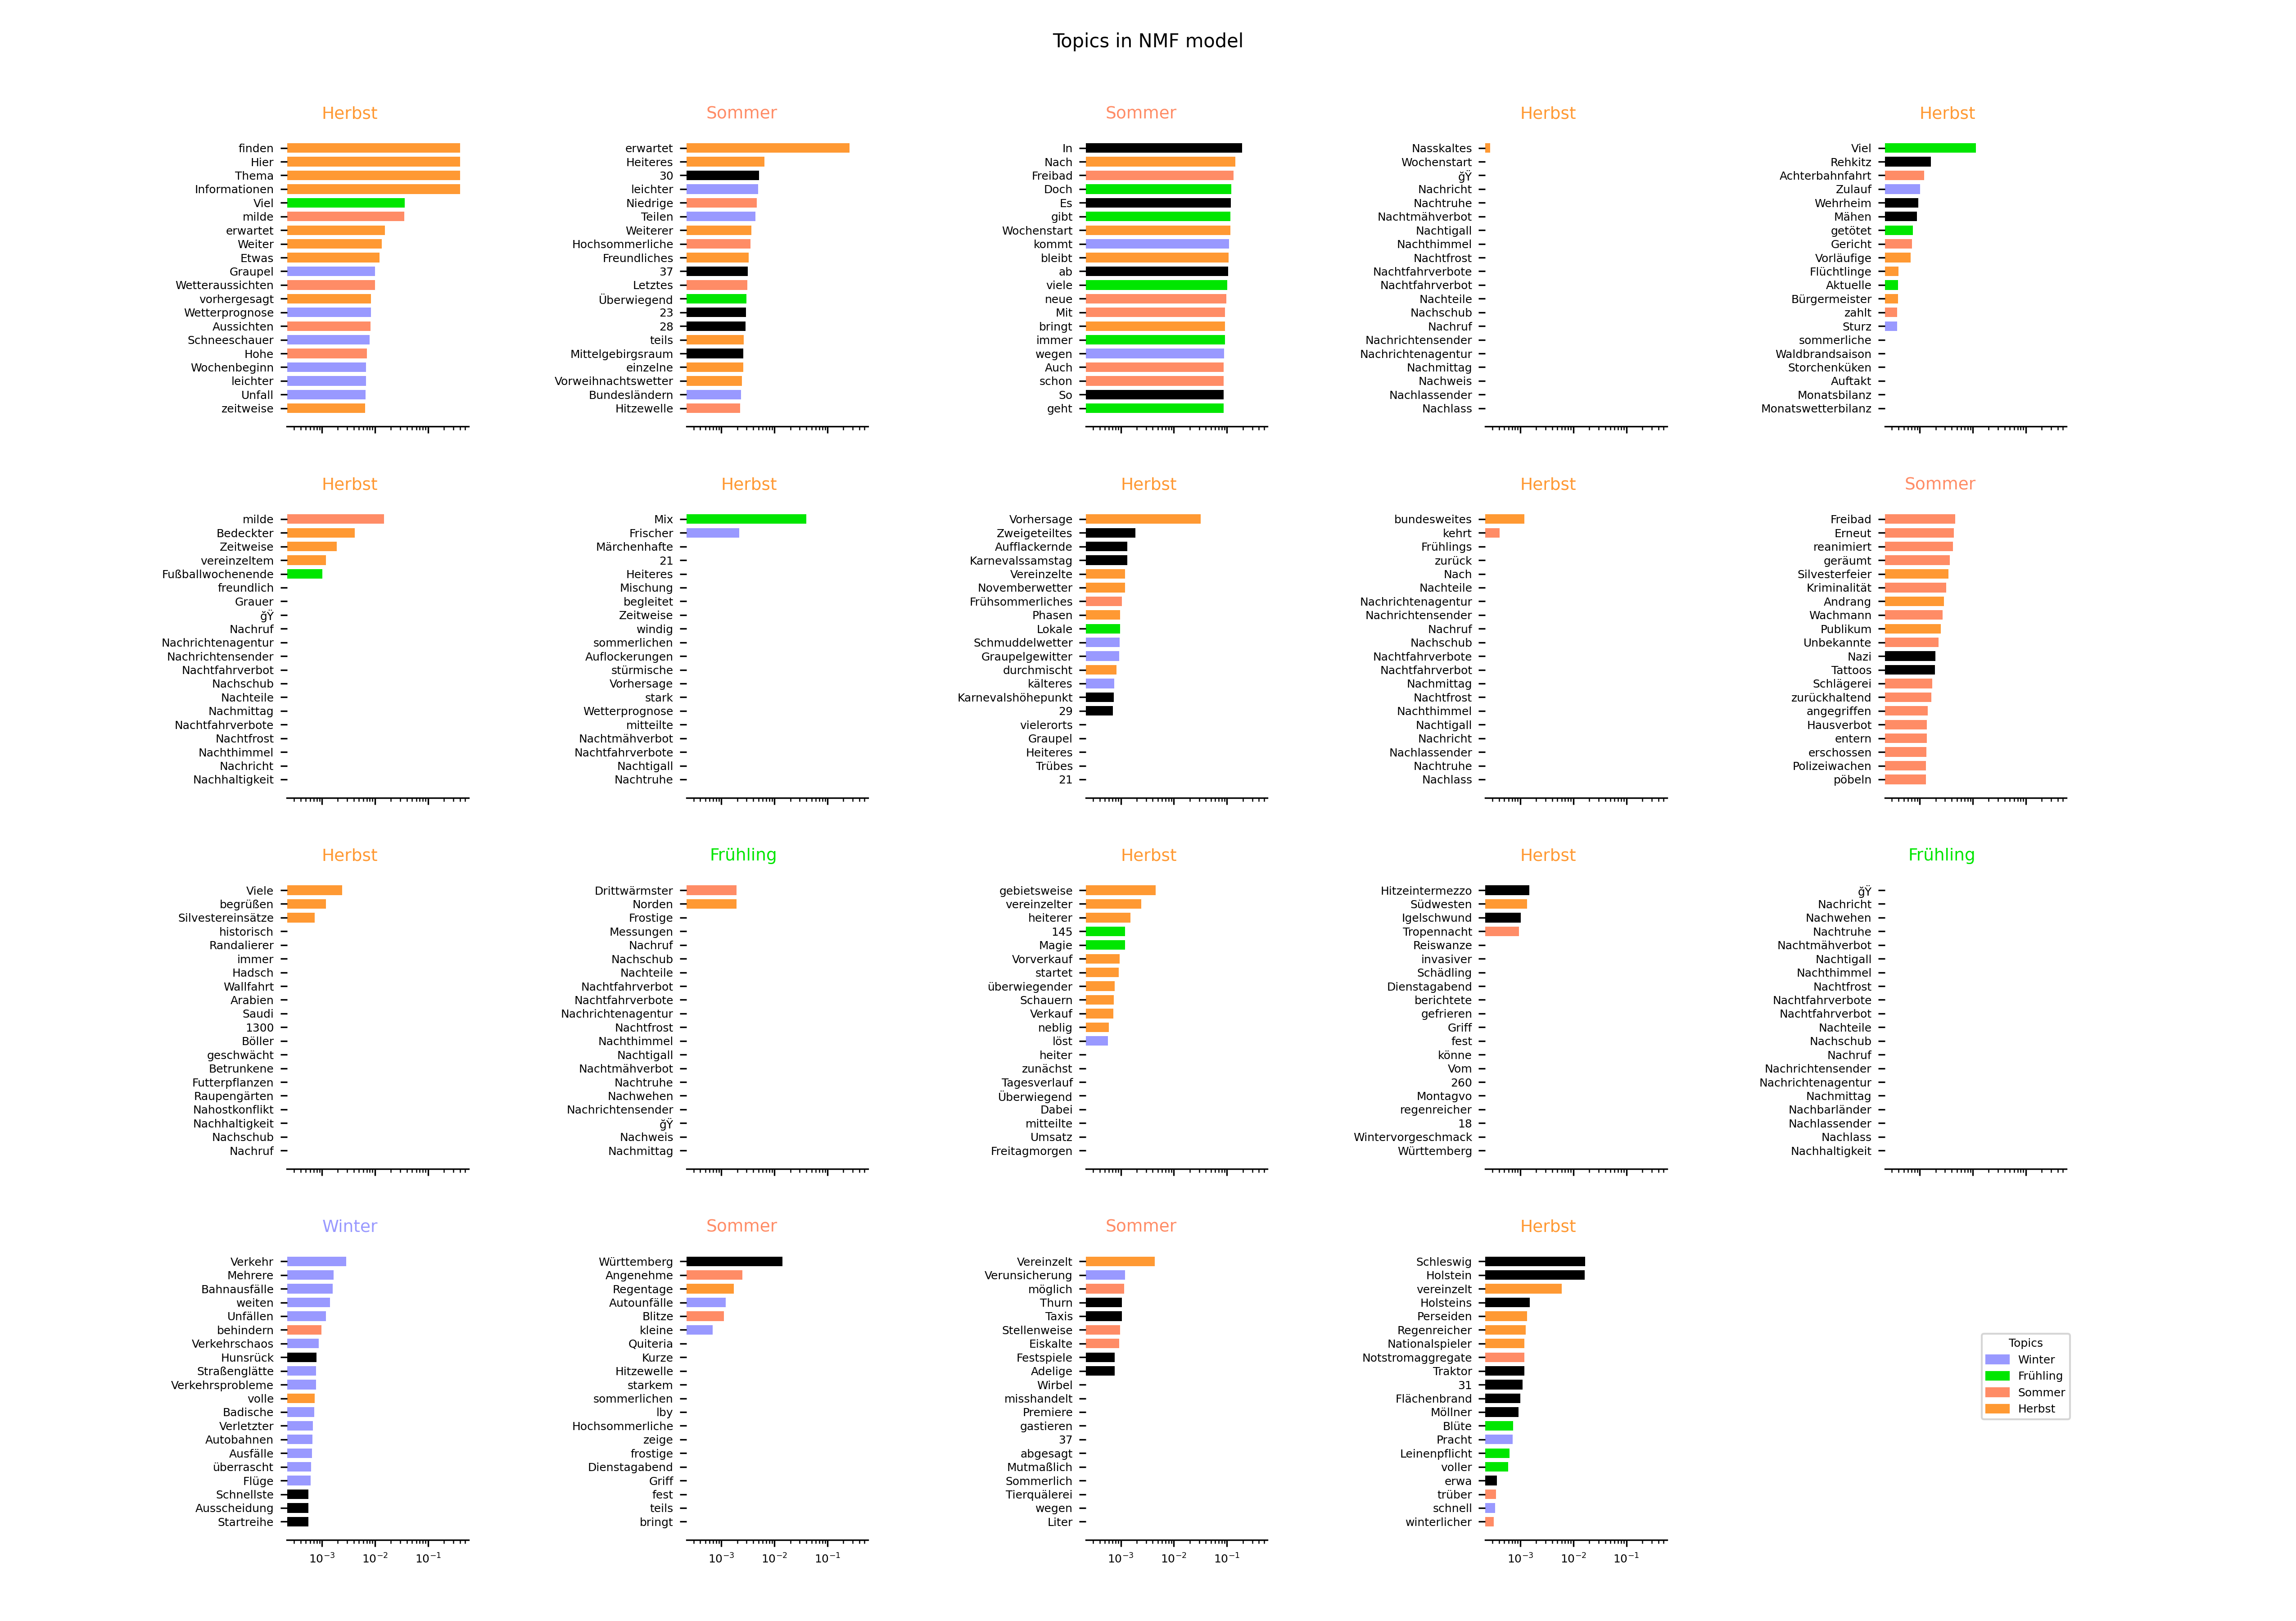 Topics in NMF model
Herbst
finden
Hier
Thema
Informationen
Viel
milde
erwartet
Weiter
Etwas
Graupel
Wetteraussichten
vorhergesagt
Wetterprognose
Aussichten
Schneeschauer
Hohe
Wochenbeginn
leichter
Unfall
zeitweise
Sommer
erwartet
Heiteres
30
leichter
Niedrige
Teilen
Weiterer
Hochsommerliche
Freundliches
37
Letztes
Überwiegend
23
28
teils
Mittelgebirgsraum
einzelne
Vorweihnachtswetter
Bundesländern
Hitzewelle
Sommer
In
Nach
Freibad
Doch
Es
gibt
Wochenstart
kommt
bleibt
ab
viele
neue
Mit
bringt
immer
wegen
Auch
schon
So
geht
Herbst
Nasskaltes
Wochenstart
ğŸ
Nachricht
Nachtruhe
Nachtmähverbot
Nachtigall
Nachtfrost
Nachthimmel
Nachtfahrverbote
Nachtfahrverbot
Nachteile
Nachschub
Nachruf
Nachrichtensender
Nachrichtenagentur
Nachmittag
Nachweis
Nachlassender
Nachlass
Herbst
Viel
Rehkitz
Achterbahnfahrt
Zulauf
Wehrheim
Mähen
getötet
Gericht
Vorläufige
Flüchtlinge
Aktuelle
Bürgermeister
zahlt
Sturz
sommerliche
Waldbrandsaison
Storchenküken
Auftakt
Monatsbilanz
Monatswetterbilanz
Herbst
milde
Bedeckter
Zeitweise
vereinzeltem
Fußballwochenende
freundlich
Grauer
ğŸ
Nachruf
Nachrichtenagentur
Nachrichtensender
Nachtfahrverbot
Nachschub
Nachteile
Nachmittag
Nachtfahrverbote
Nachtfrost
Nachthimmel
Nachricht
Nachhaltigkeit
Herbst
Mix
Frischer
Märchenhafte
21
Heiteres
Mischung
begleitet
Zeitweise
windig
sommerlichen
Auflockerungen
stürmische
Vorhersage
stark
Wetterprognose
mitteilte
Nachtmähverbot
Nachtfahrverbote
Nachtigall
Nachtruhe
Herbst
Vorhersage
Zweigeteiltes
Aufflackernde
Karnevalssamstag
Vereinzelte
Novemberwetter
Frühsommerliches
Phasen
Lokale
Schmuddelwetter
Graupelgewitter
durchmischt
kälteres
Karnevalshöhepunkt
29
vielerorts
Graupel
Heiteres
Trübes
21
Herbst
bundesweites
kehrt
Frühlings
zurück
Nach
Nachteile
Nachrichtenagentur
Nachrichtensender
Nachruf
Nachschub
Nachtfahrverbote
Nachtfahrverbot
Nachmittag
Nachtfrost
Nachthimmel
Nachtigall
Nachricht
Nachlassender
Nachtruhe
Nachlass
Sommer
Freibad
Erneut
reanimiert
geräumt
Silvesterfeier
Kriminalität
Andrang
Wachmann
Publikum
Unbekannte
Nazi
Tattoos
Schlägerei
zurückhaltend
angegriffen
Hausverbot
entern
erschossen
Polizeiwachen
pöbeln
Herbst
Viele
begrüßen
Silvestereinsätze
historisch
Randalierer
immer
Hadsch
Wallfahrt
Arabien
Saudi
1300
Böller
geschwächt
Betrunkene
Futterpflanzen
Raupengärten
Nahostkonflikt
Nachhaltigkeit
Nachschub
Nachruf
Frühling
Drittwärmster
Norden
Frostige
Messungen
Nachruf
Nachschub
Nachteile
Nachtfahrverbot
Nachtfahrverbote
Nachrichtenagentur
Nachtfrost
Nachthimmel
Nachtigall
Nachtmähverbot
Nachtruhe
Nachwehen
Nachrichtensender
ğŸ
Nachweis
Nachmittag
Herbst
gebietsweise
vereinzelter
heiterer
145
Magie
Vorverkauf
startet
überwiegender
Schauern
Verkauf
neblig
löst
heiter
zunächst
Tagesverlauf
Überwiegend
Dabei
mitteilte
Umsatz
Freitagmorgen
Herbst
Hitzeintermezzo
Südwesten
Igelschwund
Tropennacht
Reiswanze
invasiver
Schädling
Dienstagabend
berichtete
gefrieren
Griff
fest
könne
Vom
260
Montagvo
regenreicher
18
Wintervorgeschmack
Württemberg
Frühling
ğŸ
Nachricht
Nachwehen
Nachtruhe
Nachtmähverbot
Nachtigall
Nachthimmel
Nachtfrost
Nachtfahrverbote
Nachtfahrverbot
Nachteile
Nachschub
Nachruf
Nachrichtensender
Nachrichtenagentur
Nachmittag
Nachbarländer
Nachlassender
Nachlass
Nachhaltigkeit
Winter
Verkehr
Mehrere
Bahnausfälle
weiten
Unfällen
behindern
Verkehrschaos
Hunsrück
Straßenglätte
Verkehrsprobleme
volle
Badische
Verletzter
Autobahnen
Ausfälle
überrascht
Flüge
Schnellste
Ausscheidung
Startreihe
10⁻³ 10⁻² 10⁻¹
Sommer
Württemberg
Angenehme
Regentage
Autounfälle
Blitze
kleine
Quiteria
Kurze
Hitzewelle
starkem
sommerlichen
lby
Hochsommerliche
zeige
frostige
Dienstagabend
Griff
fest
teils
bringt
10⁻³ 10⁻² 10⁻¹
Sommer
Vereinzelt
Verunsicherung
möglich
Thurn
Taxis
Stellenweise
Eiskalte
Festspiele
Adelige
Wirbel
misshandelt
Premiere
gastieren
37
abgesagt
Mutmaßlich
Sommerlich
Tierquälerei
wegen
Liter
10⁻³ 10⁻² 10⁻¹
Herbst
Schleswig
Holstein
vereinzelt
Holsteins
Perseiden
Regenreicher
Nationalspieler
Notstromaggregate
Traktor
31
Flächenbrand
Möllner
Blüte
Pracht
Leinenpflicht
voller
erwa
trüber
schnell
winterlicher
10⁻³ 10⁻² 10⁻¹
Topics
Winter
Frühling
Sommer
Herbst